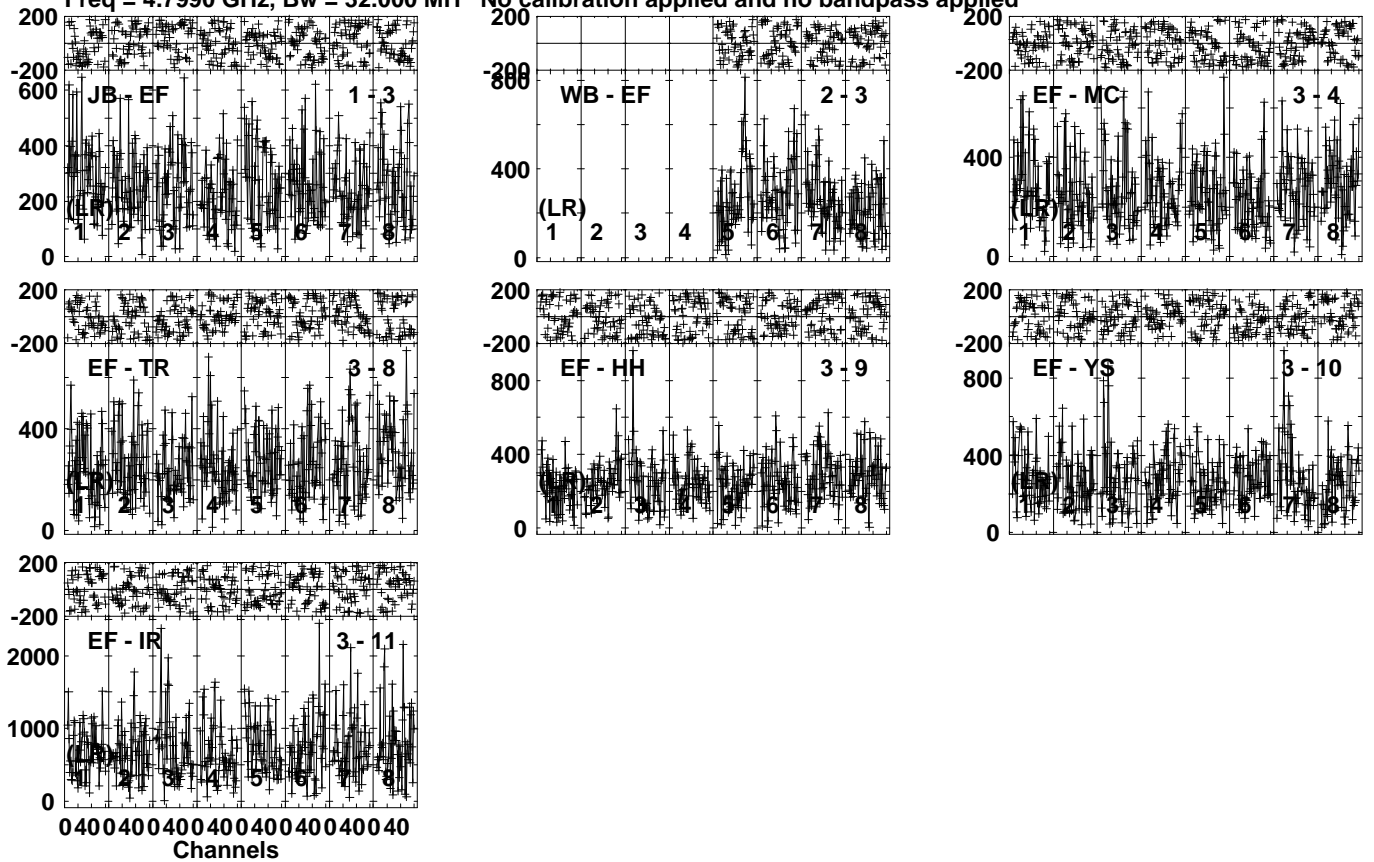 Freq = 4.7990 GHz, Bw = 32.000 MH No calibration applied and no bandpass applied
200
-200
600
400
200
0
JB - EF
1 - 3
(LR)
1 2 3 4 5 6 7 8
200
-200
800
400
0
WB - EF
2 - 3
(LR)
1 2 3 4 5 6 7 8
200
-200
400
0
EF - MC
3 - 4
(LR)
1 2 3 4 5 6 7 8
200
-200
400
0
EF - TR
3 - 8
(LR)
1 2 3 4 5 6 7 8
200
-200
800
400
0
EF - HH
3 - 9
(LR)
1 2 3 4 5 6 7 8
200
-200
800
400
0
EF - YS
3 - 10
(LR)
1 2 3 4 5 6 7 8
200
-200
2000
1000
0
EF - IR
3 - 11
(LR)
1 2 3 4 5 6 7 8
0 40 0 40 0 40 0 40 0 40 0 40 0 40 0 40
Channels